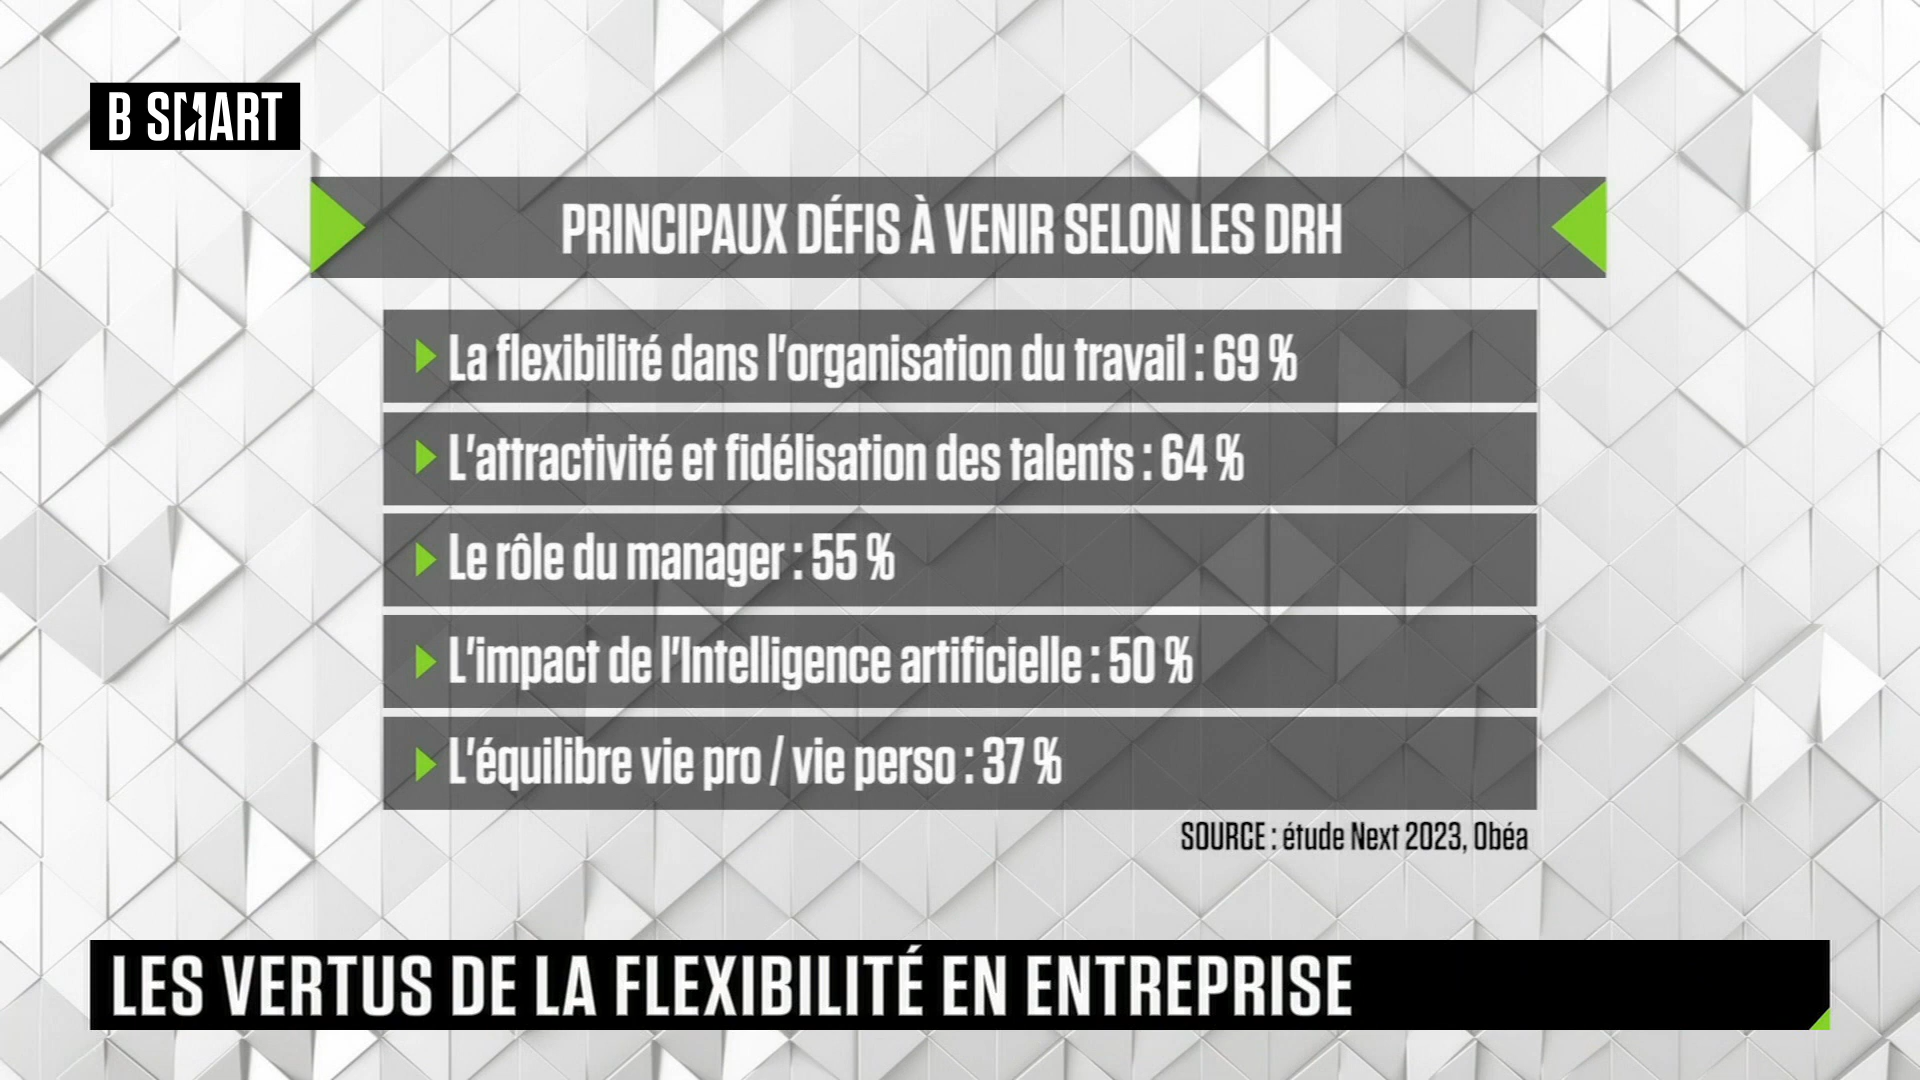 B SMART
PRINCIPAUX DÉFIS À VENIR SELON LES DRH
La flexibilité dans l'organisation du travail : 69 %
L'attractivité et fidélisation des talents : 64 %
Le rôle du manager : 55 %
L'impact de l'Intelligence artificielle : 50 %
L'équilibre vie pro / vie perso : 37 %
SOURCE : étude Next 2023, Obéa
LES VERTUS DE LA FLEXIBILITÉ EN ENTREPRISE